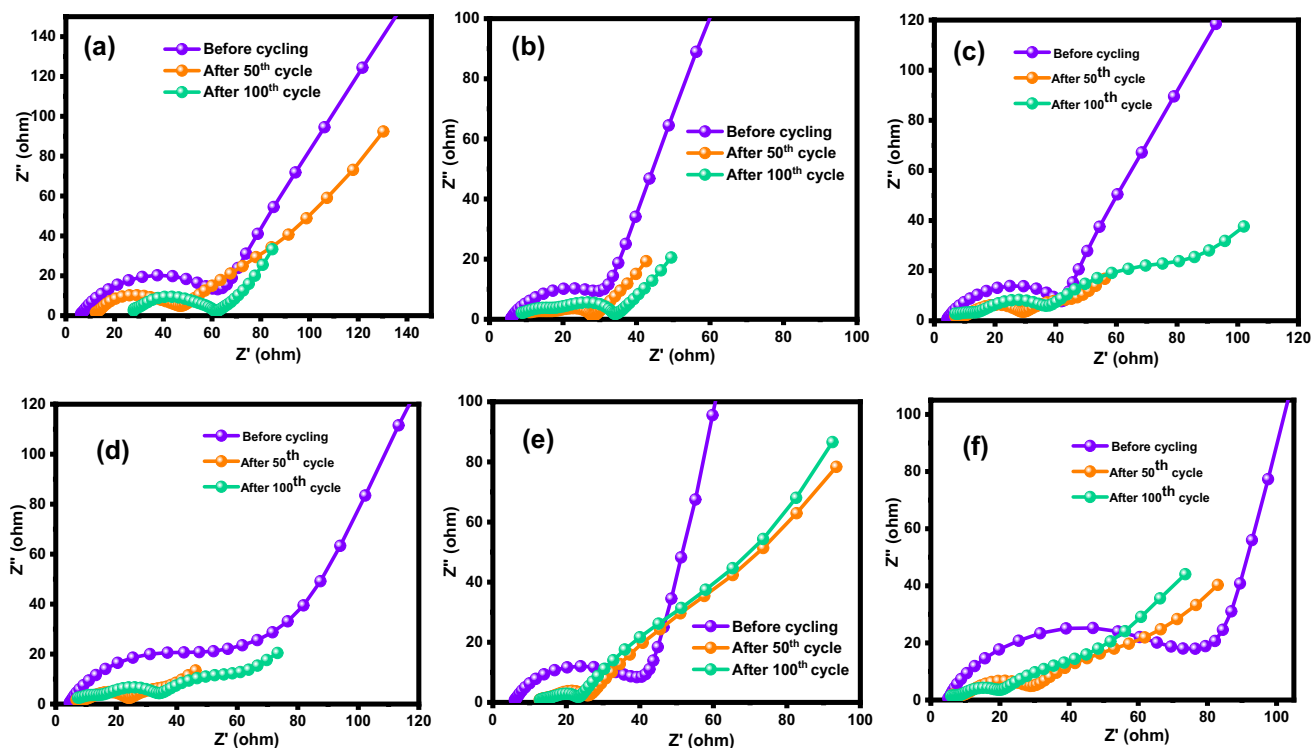 (a)
Before cycling
After 50th cycle
After 100th cycle
140
120
100
80
60
40
20
0
Z'' (ohm)
0 20 40 60 80 100 120 140
Z' (ohm)
(b)
Before cycling
After 50th cycle
After 100th cycle
100
80
60
40
20
0
Z'' (ohm)
0 20 40 60 80 100
Z' (ohm)
(c)
Before cycling
After 50th cycle
After 100th cycle
120
100
80
60
40
20
0
Z'' (ohm)
0 20 40 60 80 100 120
Z' (ohm)
(d)
Before cycling
After 50th cycle
After 100th cycle
120
100
80
60
40
20
0
Z'' (ohm)
0 20 40 60 80 100 120
Z' (ohm)
(e)
Before cycling
After 50th cycle
After 100th cycle
100
80
60
40
20
0
Z'' (ohm)
0 20 40 60 80 100
Z' (ohm)
(f)
Before cycling
After 50th cycle
After 100th cycle
100
80
60
40
20
0
Z'' (ohm)
0 20 40 60 80 100
Z' (ohm)